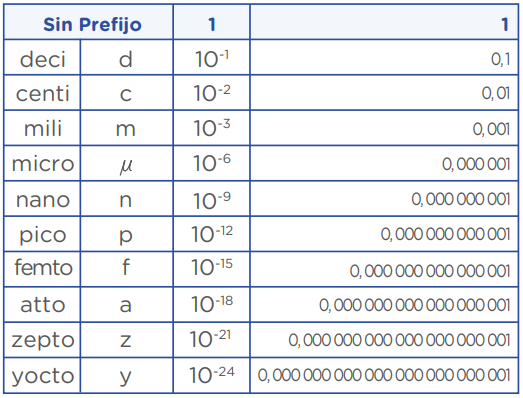 Sin Prefijo 1 1
deci d 10⁻¹ 0,1
centi c 10⁻² 0,01
mili m 10⁻³ 0,001
micro μ 10⁻⁶ 0,000 001
nano n 10⁻⁹ 0,000 000 001
pico p 10⁻¹² 0,000 000 000 001
femto f 10⁻¹⁵ 0,000 000 000 000 001
atto a 10⁻¹⁸ 0,000 000 000 000 000 001
zepto z 10⁻²¹ 0,000 000 000 000 000 000 001
yocto y 10⁻²⁴ 0,000 000 000 000 000 000 000 001